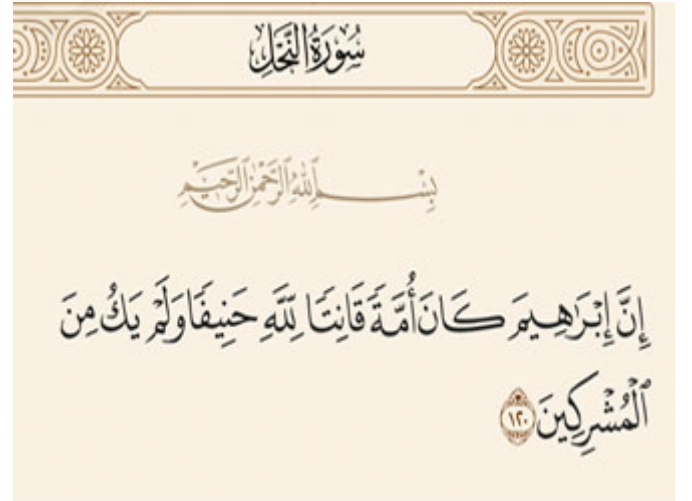 سُورَةُ النَّحْلِ
بِسْمِ ٱللَّهِ ٱلرَّحْمَٰنِ ٱلرَّحِيمِ
إِنَّ إِبْرَٰهِيمَ كَانَ أُمَّةً قَانِتًا لِّلَّهِ حَنِيفًا وَلَمْ يَكُ مِنَ
ٱلْمُشْرِكِينَ ١٢٠